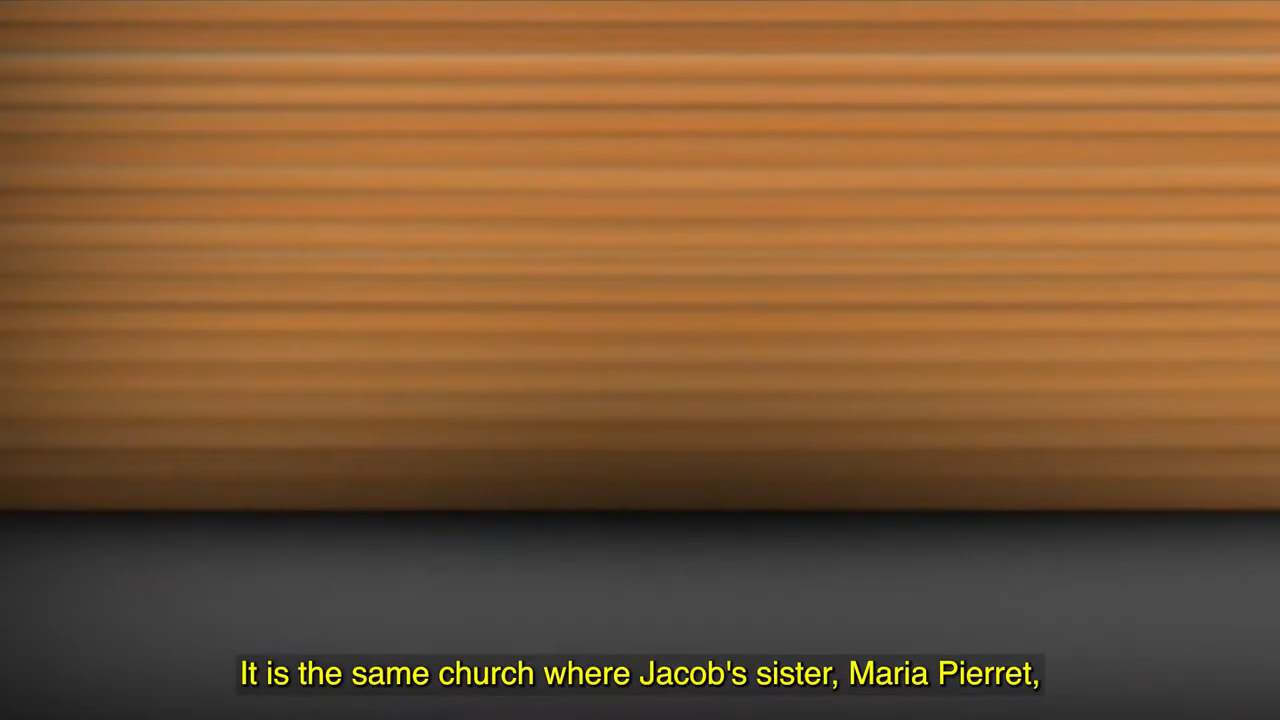 It is the same church where Jacob's sister, Maria Pierret,